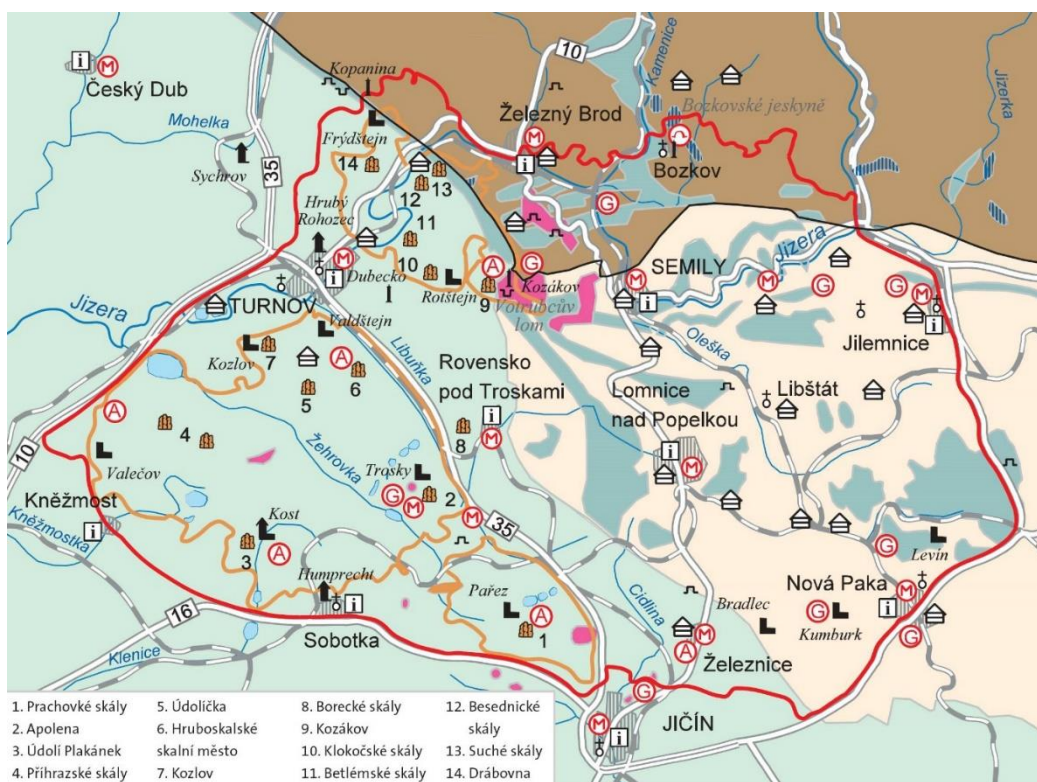 Český Dub
M
i
Mohelka
Sychrov
35
Kopanina
Frýdštejn
14
Hrubý
Rohozec
12
13
11
10
Dubecko
Rotštejn
9
10
Železný Brod
Kamenice
Bozkovské jeskyně
Bozkov
Jizerka
Kozákov
Votrubcův
lom
SEMILY
Jizera
Jilemnice
Jizera
TURNOV
Valdštejn
Kozlov
7
5
6
Libuňka
Rovensko
pod Troskami
8
Oleška
Lomnice
nad Popelkou
Libštát
10
4
Valečov
Žehrovka
Trosky
2
35
Kněžmost
Kněžmostka
Kost
3
Humprecht
Sobotka
16
Klenice
Pařez
1
Cidlina
Bradlec
Železnice
Levín
Nová Paka
Kumburk
JIČÍN
1. Prachovké skály
2. Apolena
3. Údolí Plakánek
4. Příhrazské skály
5. Údolíčka
6. Hruboskalské
skalní město
7. Kozlov
8. Borecké skály
9. Kozákov
10. Klokočské skály
11. Betlémské skály
12. Besednické
skály
13. Suché skály
14. Drábovna